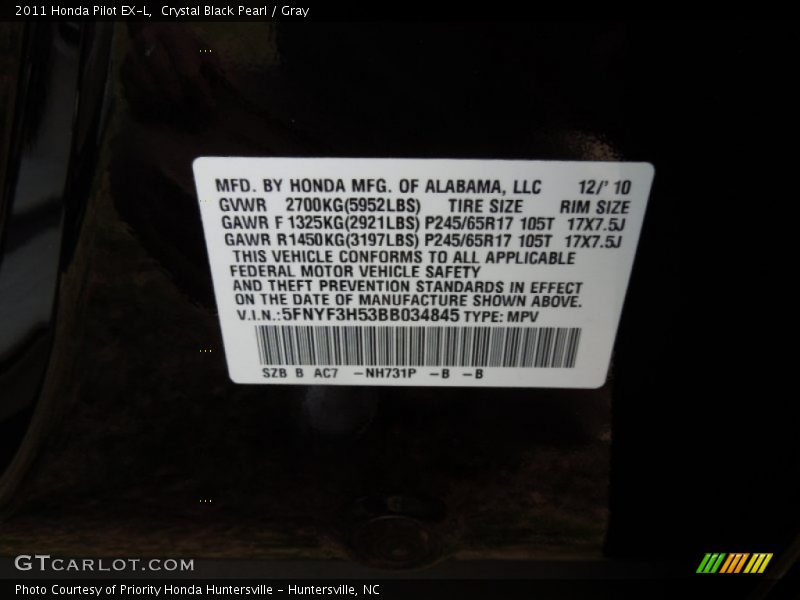 2011 Honda Pilot EX-L, Crystal Black Pearl / Gray
MFD. BY HONDA MFG. OF ALABAMA, LLC 12/' 10
GVWR 2700KG(5952LBS) TIRE SIZE RIM SIZE
GAWR F 1325KG(2921LBS) P245/65R17 105T 17X7.5J
GAWR R1450KG(3197LBS) P245/65R17 105T 17X7.5J
THIS VEHICLE CONFORMS TO ALL APPLICABLE
FEDERAL MOTOR VEHICLE SAFETY
AND THEFT PREVENTION STANDARDS IN EFFECT
ON THE DATE OF MANUFACTURE SHOWN ABOVE.
V.I.N.:5FNYF3H53BB034845 TYPE: MPV
SZB B AC7 -NH731P -B -B
GTCARLOT.COM
Photo Courtesy of Priority Honda Huntersville - Huntersville, NC